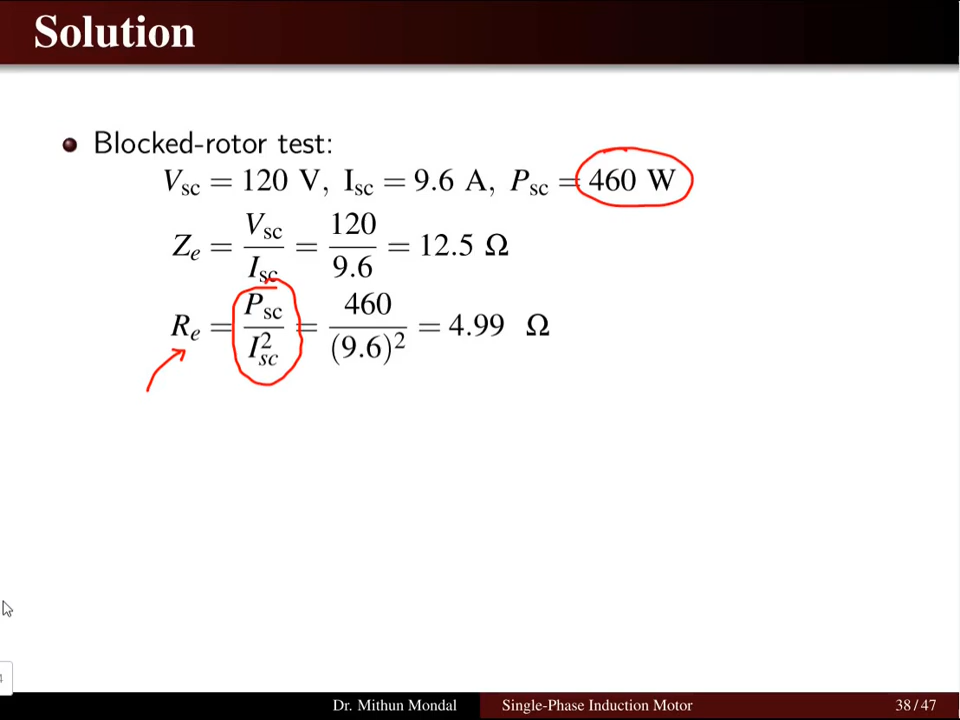 Solution
Blocked-rotor test:
V_sc = 120 V, I_sc = 9.6 A, P_sc = 460 W
Z_e = V_sc / I_sc = 120 / 9.6 = 12.5 Ω
R_e = P_sc / I_sc^2 = 460 / (9.6)^2 = 4.99 Ω
4
Dr. Mithun Mondal Single-Phase Induction Motor 38/47